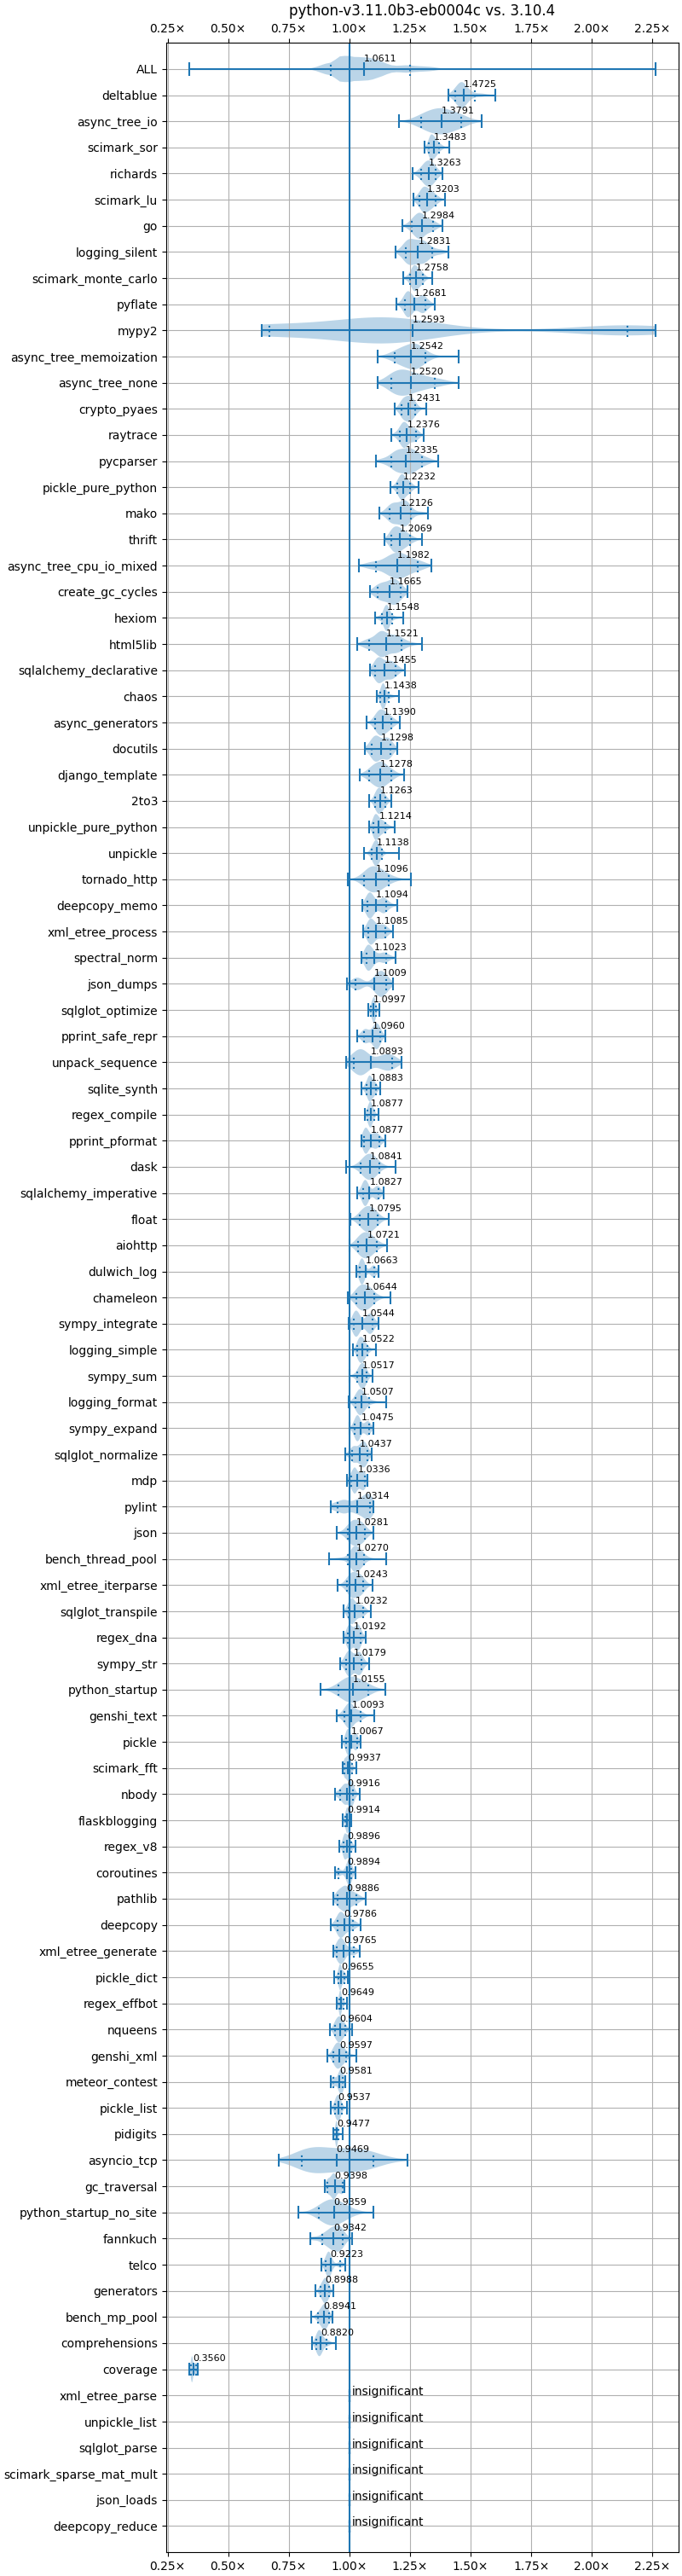 python-v3.11.0b3-eb0004c vs. 3.10.4
0.25× 0.50× 0.75× 1.00× 1.25× 1.50× 1.75× 2.00× 2.25×
ALL 1.0611
deltablue 1.4725
async_tree_io 1.3791
scimark_sor 1.3483
richards 1.3263
scimark_lu 1.3203
go 1.2984
logging_silent 1.2831
scimark_monte_carlo 1.2758
pyflate 1.2681
mypy2 1.2593
async_tree_memoization 1.2542
async_tree_none 1.2520
crypto_pyaes 1.2431
raytrace 1.2376
pycparser 1.2335
pickle_pure_python 1.2232
mako 1.2126
thrift 1.2069
async_tree_cpu_io_mixed 1.1982
create_gc_cycles 1.1665
hexiom 1.1548
html5lib 1.1521
sqlalchemy_declarative 1.1455
chaos 1.1438
async_generators 1.1390
docutils 1.1298
django_template 1.1278
2to3 1.1263
unpickle_pure_python 1.1214
unpickle 1.1138
tornado_http 1.1096
deepcopy_memo 1.1094
xml_etree_process 1.1085
spectral_norm 1.1023
json_dumps 1.1009
sqlglot_optimize 1.0997
pprint_safe_repr 1.0960
unpack_sequence 1.0893
sqlite_synth 1.0883
regex_compile 1.0877
pprint_pformat 1.0877
dask 1.0841
sqlalchemy_imperative 1.0827
float 1.0795
aiohttp 1.0721
dulwich_log 1.0663
chameleon 1.0644
sympy_integrate 1.0544
logging_simple 1.0522
sympy_sum 1.0517
logging_format 1.0507
sympy_expand 1.0475
sqlglot_normalize 1.0437
mdp 1.0336
pylint 1.0314
json 1.0281
bench_thread_pool 1.0270
xml_etree_iterparse 1.0243
sqlglot_transpile 1.0232
regex_dna 1.0192
sympy_str 1.0179
python_startup 1.0155
genshi_text 1.0093
pickle 1.0067
scimark_fft 0.9937
nbody 0.9916
flaskblogging 0.9914
regex_v8 0.9896
coroutines 0.9894
pathlib 0.9886
deepcopy 0.9786
xml_etree_generate 0.9765
pickle_dict 0.9655
regex_effbot 0.9649
nqueens 0.9604
genshi_xml 0.9597
meteor_contest 0.9581
pickle_list 0.9537
pidigits 0.9477
asyncio_tcp 0.9469
gc_traversal 0.9398
python_startup_no_site 0.9359
fannkuch 0.9342
telco 0.9223
generators 0.8988
bench_mp_pool 0.8941
comprehensions 0.8820
coverage 0.3560
xml_etree_parse insignificant
unpickle_list insignificant
sqlglot_parse insignificant
scimark_sparse_mat_mult insignificant
json_loads insignificant
deepcopy_reduce insignificant
0.25× 0.50× 0.75× 1.00× 1.25× 1.50× 1.75× 2.00× 2.25×